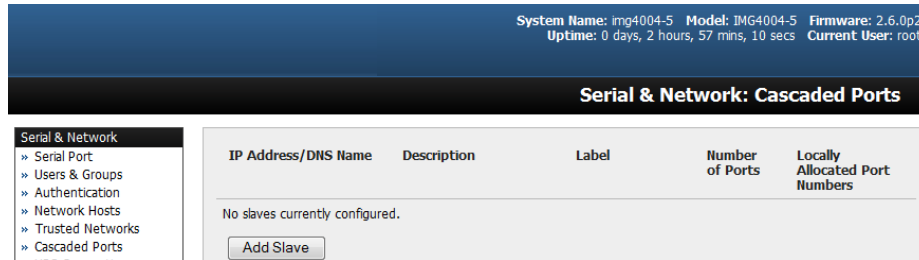 System Name: img4004-5 Model: IMG4004-5 Firmware: 2.6.0p2
Uptime: 0 days, 2 hours, 57 mins, 10 secs Current User: root
Serial & Network: Cascaded Ports
Serial & Network
» Serial Port
» Users & Groups
» Authentication
» Network Hosts
» Trusted Networks
» Cascaded Ports
IP Address/DNS Name Description Label Number of Ports Locally Allocated Port Numbers
No slaves currently configured.
Add Slave